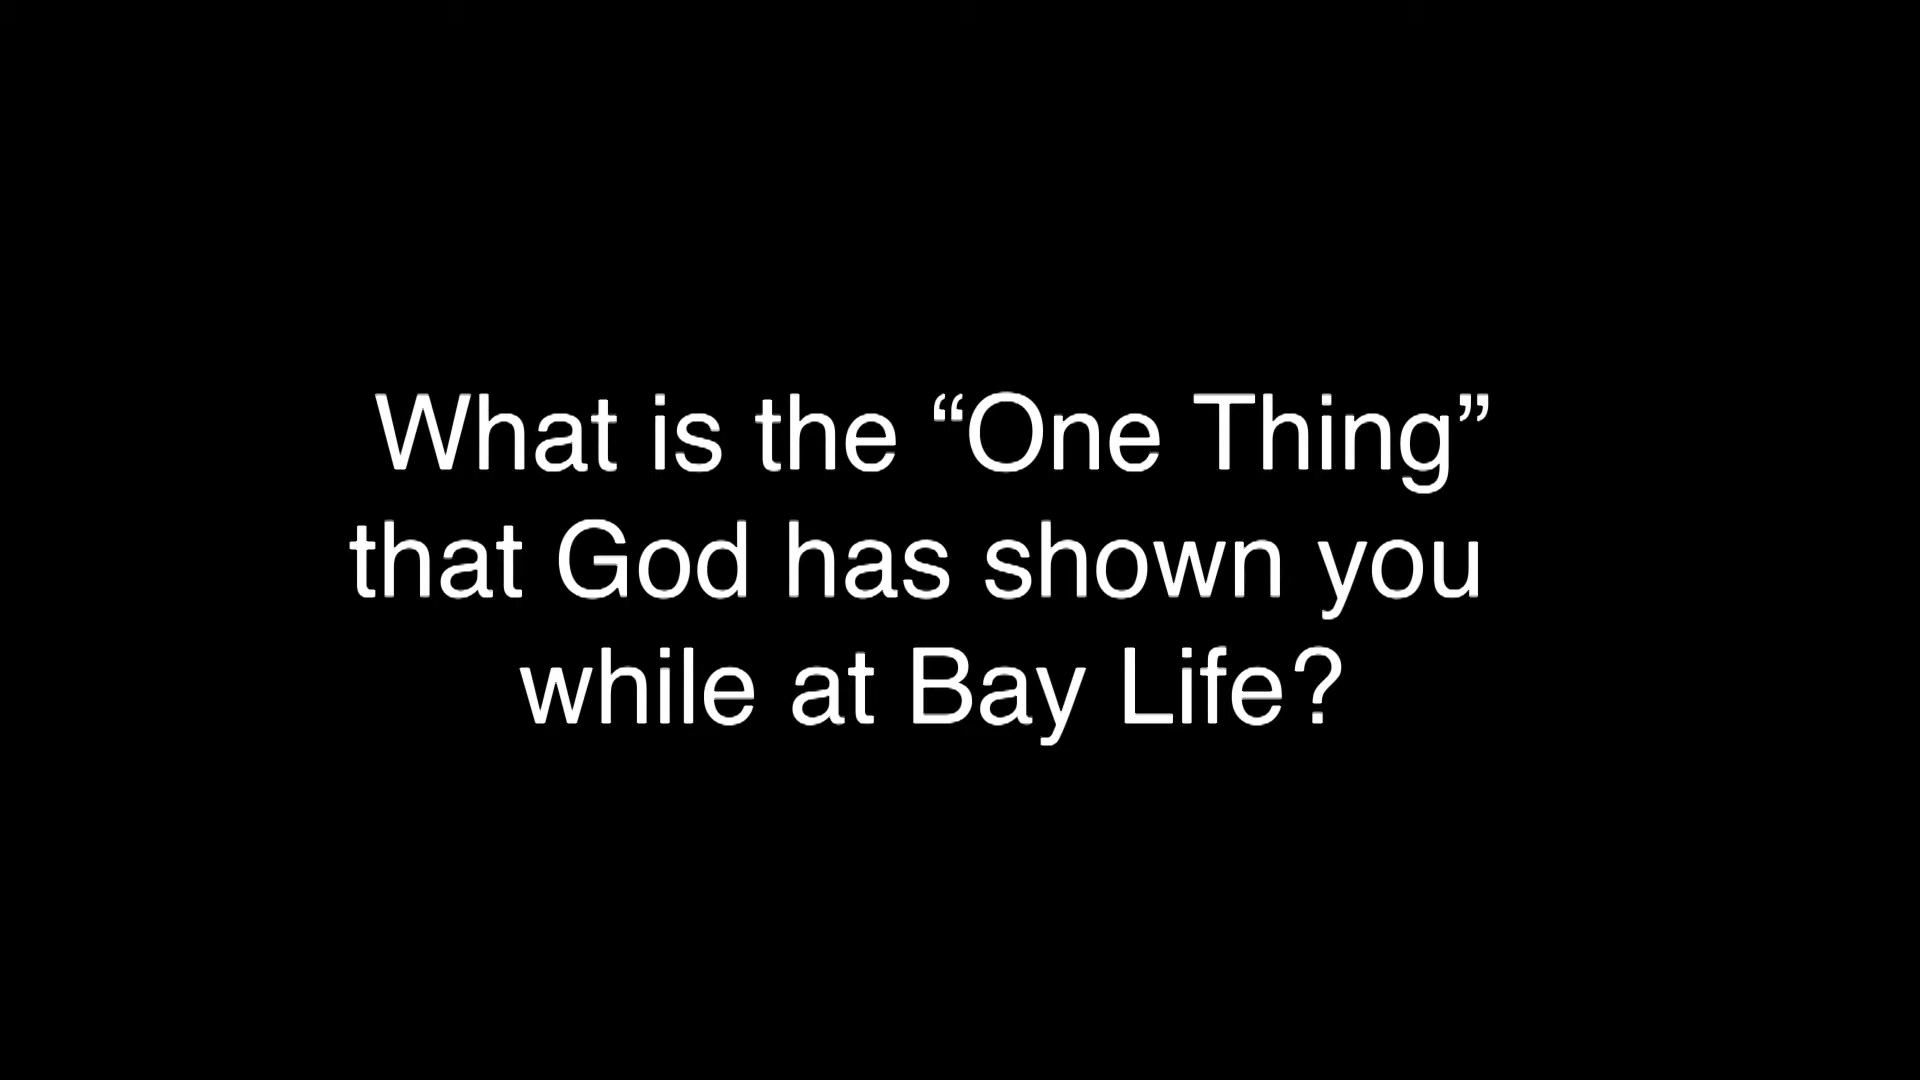 What is the “One Thing”
that God has shown you
while at Bay Life?